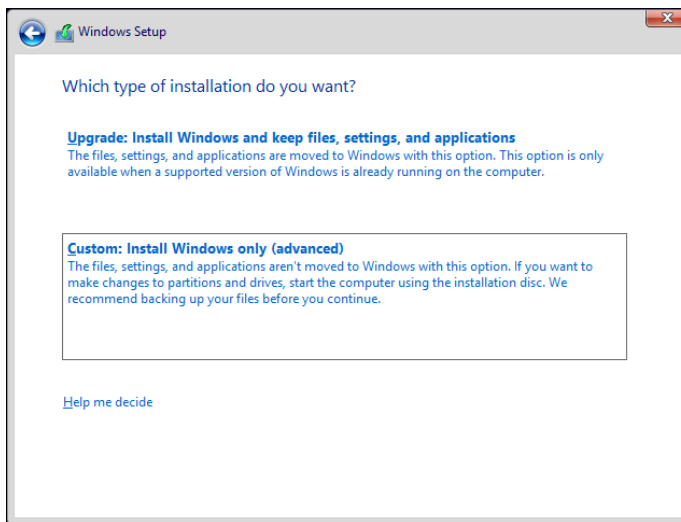 Windows Setup
Which type of installation do you want?
Upgrade: Install Windows and keep files, settings, and applications
The files, settings, and applications are moved to Windows with this option. This option is only
available when a supported version of Windows is already running on the computer.
Custom: Install Windows only (advanced)
The files, settings, and applications aren't moved to Windows with this option. If you want to
make changes to partitions and drives, start the computer using the installation disc. We
recommend backing up your files before you continue.
Help me decide